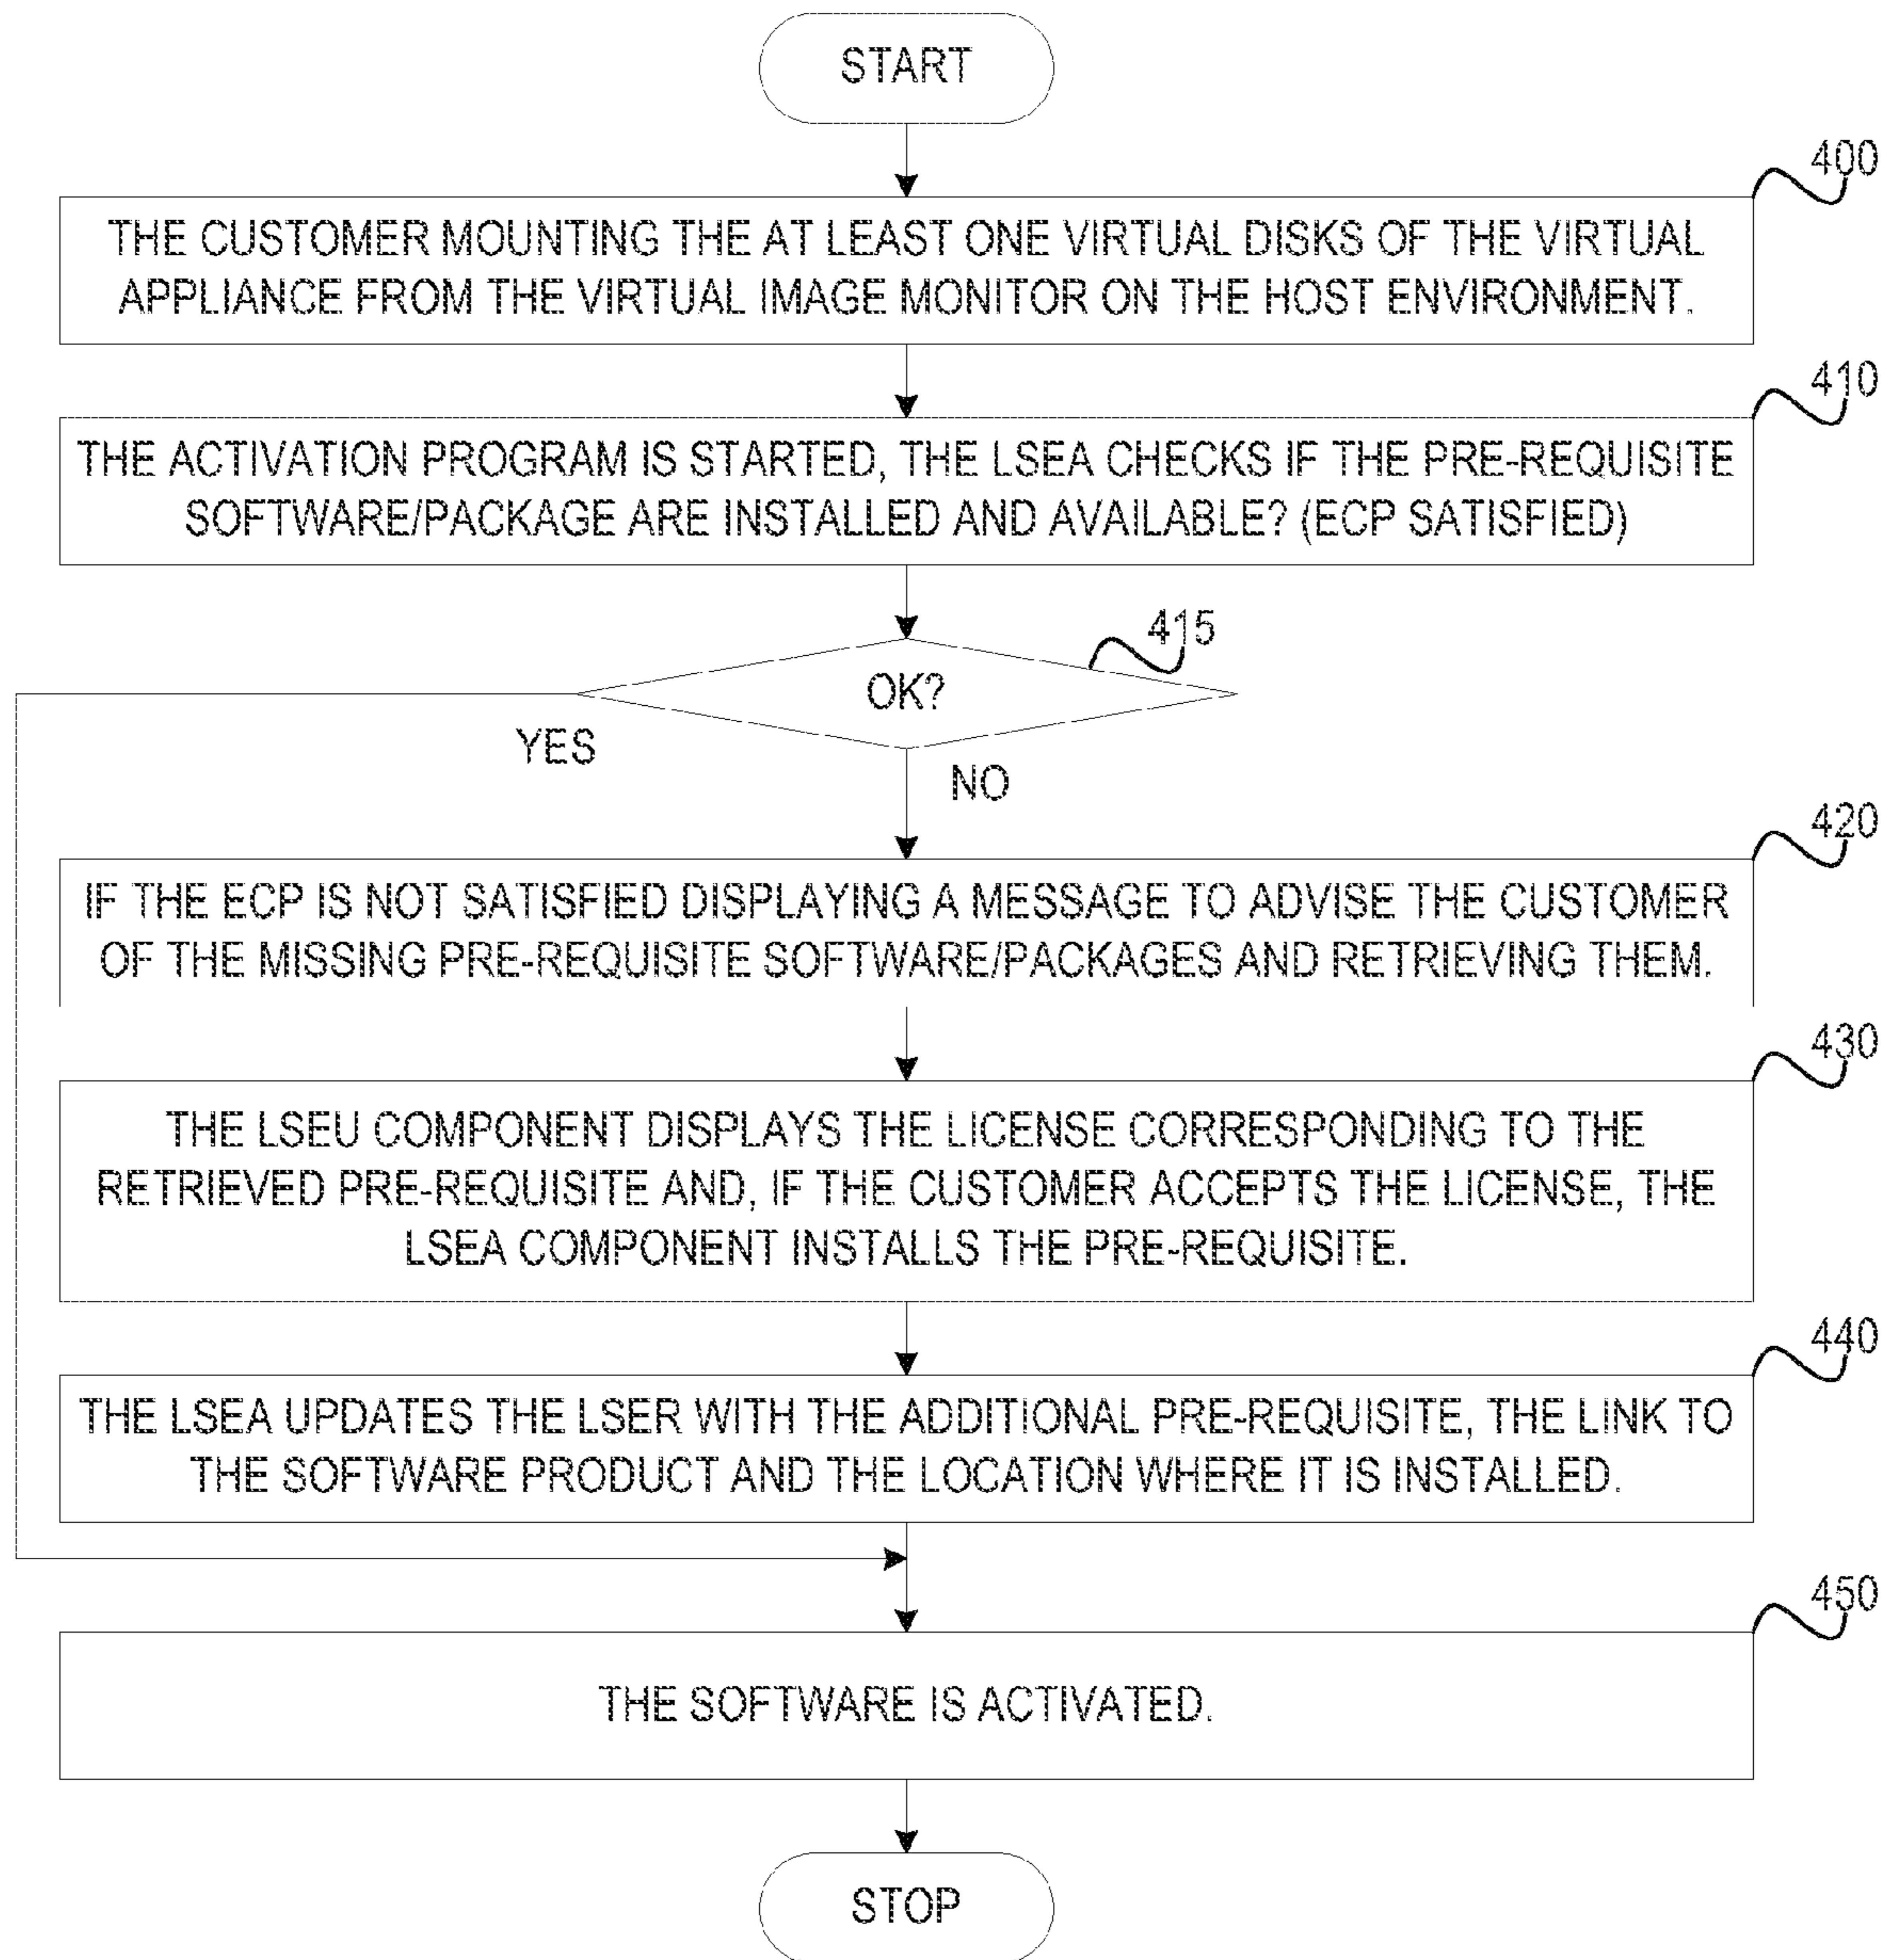 START
400
THE CUSTOMER MOUNTING THE AT LEAST ONE VIRTUAL DISKS OF THE VIRTUAL
APPLIANCE FROM THE VIRTUAL IMAGE MONITOR ON THE HOST ENVIRONMENT.
410
THE ACTIVATION PROGRAM IS STARTED, THE LSEA CHECKS IF THE PRE-REQUISITE
SOFTWARE/PACKAGE ARE INSTALLED AND AVAILABLE? (ECP SATISFIED)
415
OK?
YES
NO
420
IF THE ECP IS NOT SATISFIED DISPLAYING A MESSAGE TO ADVISE THE CUSTOMER
OF THE MISSING PRE-REQUISITE SOFTWARE/PACKAGES AND RETRIEVING THEM.
430
THE LSEU COMPONENT DISPLAYS THE LICENSE CORRESPONDING TO THE
RETRIEVED PRE-REQUISITE AND, IF THE CUSTOMER ACCEPTS THE LICENSE, THE
LSEA COMPONENT INSTALLS THE PRE-REQUISITE.
440
THE LSEA UPDATES THE LSER WITH THE ADDITIONAL PRE-REQUISITE, THE LINK TO
THE SOFTWARE PRODUCT AND THE LOCATION WHERE IT IS INSTALLED.
450
THE SOFTWARE IS ACTIVATED.
STOP